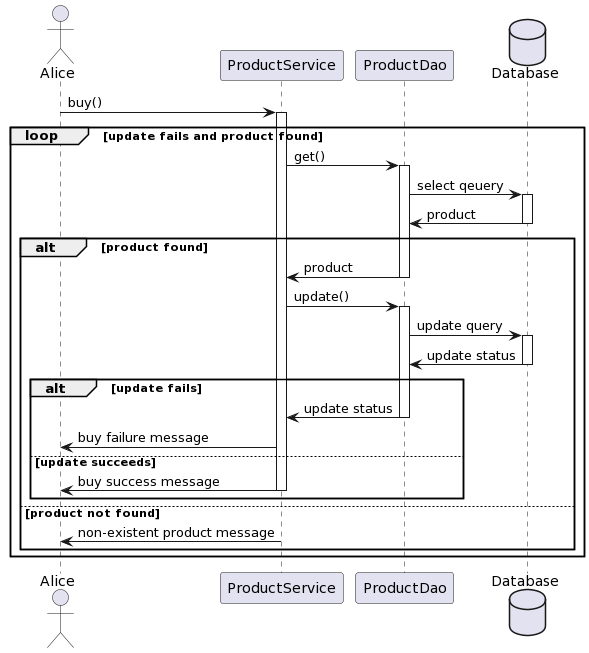 Alice
ProductService
ProductDao
Database
buy()
loop
[update fails and product found]
get()
select qeuery
product
alt
[product found]
product
update()
update query
update status
alt
[update fails]
update status
buy failure message
[update succeeds]
buy success message
[product not found]
non-existent product message
Alice
ProductService
ProductDao
Database